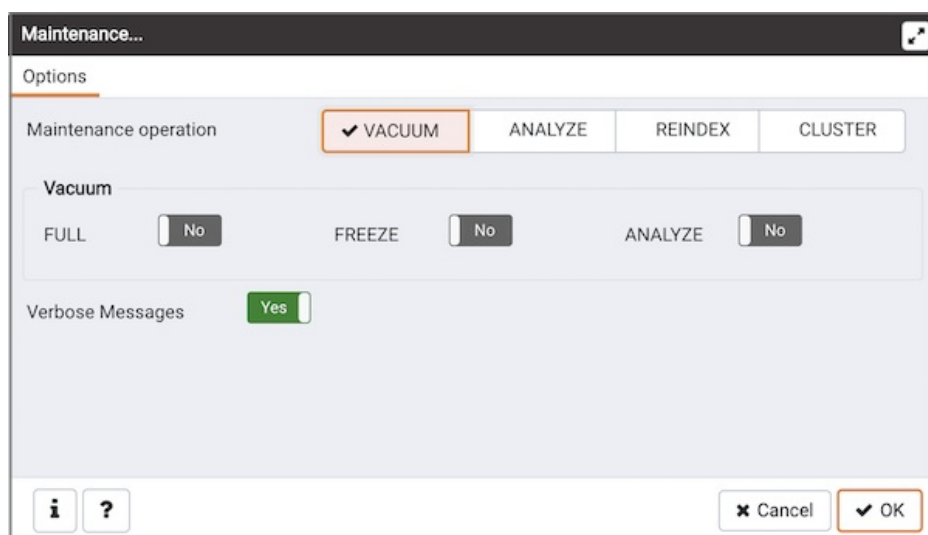 Maintenance...
Options
Maintenance operation VACUUM ANALYZE REINDEX CLUSTER
Vacuum
FULL No FREEZE No ANALYZE No
Verbose Messages Yes
i ? Cancel OK